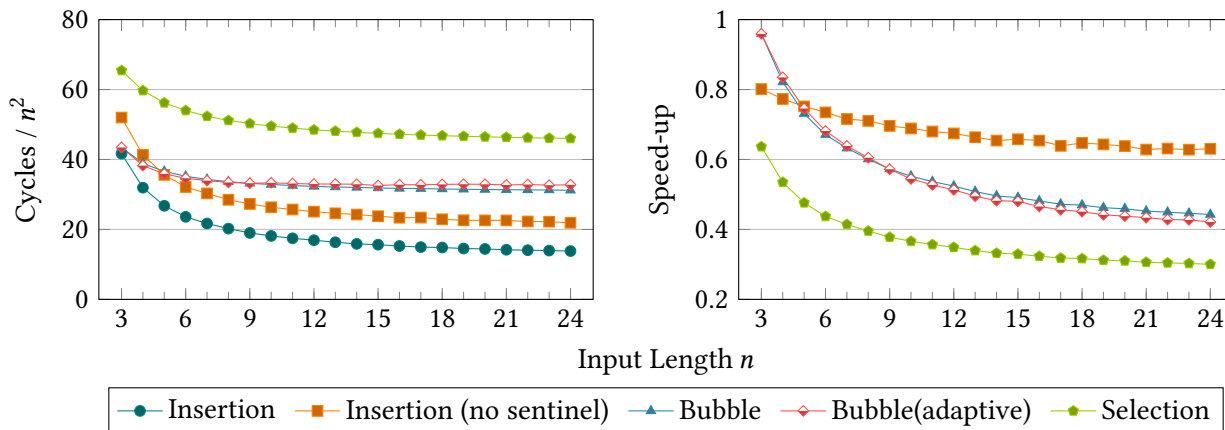 Cycles / n²
80
60
40
20
0
3 6 9 12 15 18 21 24
Speed-up
1
0.8
0.6
0.4
0.2
3 6 9 12 15 18 21 24
Input Length n
Insertion Insertion (no sentinel) Bubble Bubble(adaptive) Selection